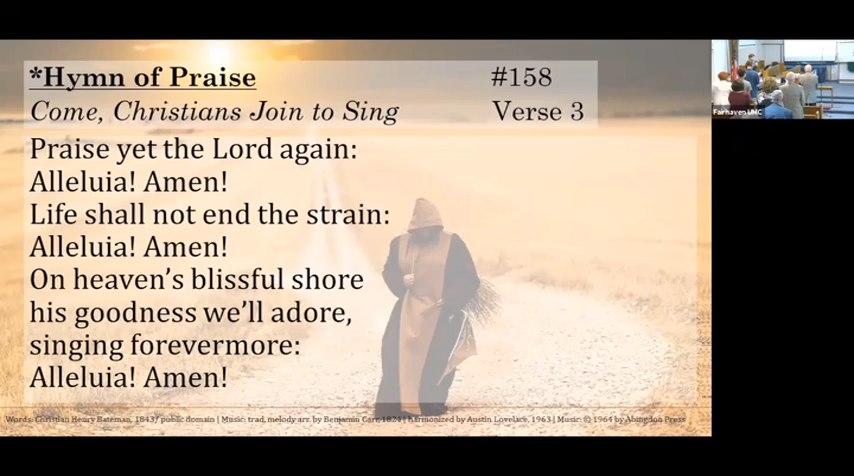 *Hymn of Praise #158
Come, Christians Join to Sing Verse 3
Praise yet the Lord again:
Alleluia! Amen!
Life shall not end the strain:
Alleluia! Amen!
On heaven's blissful shore
his goodness we'll adore,
singing forevermore:
Alleluia! Amen!
Words: Christian Henry Bateman, 1843/ public domain | Music: trad, melody arr. by Benjamin Carr, 1824 | Harmonized by Austin Lovelace, 1963 | Music: © 1964 by Abingdon Press
Fairhaven UMC